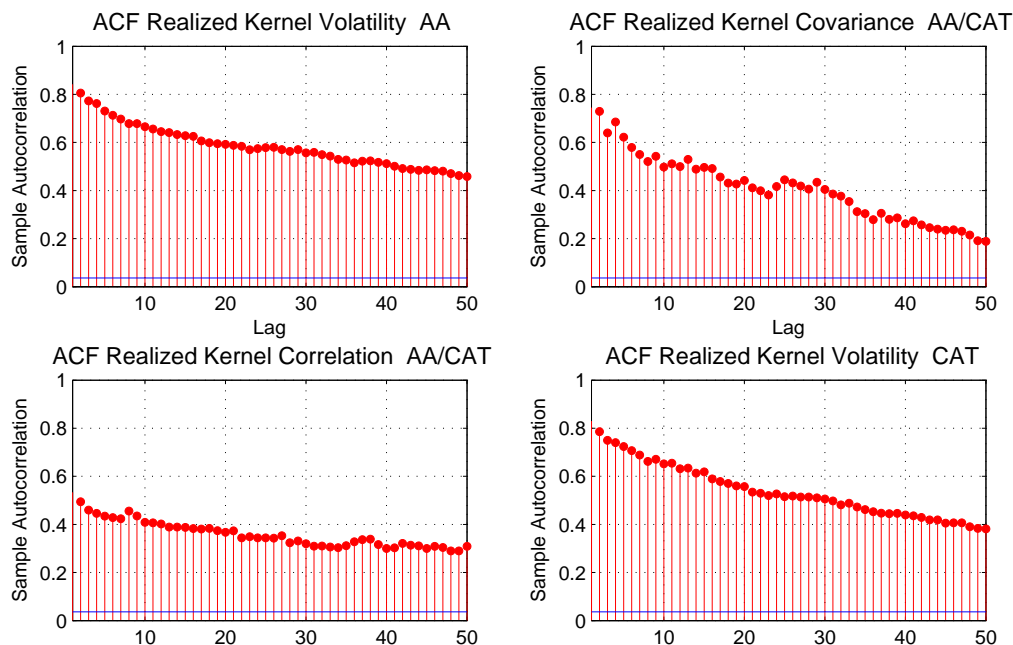 ACF Realized Kernel Volatility AA
1
0.8
0.6
0.4
0.2
0
Sample Autocorrelation
10 20 30 40 50
Lag
ACF Realized Kernel Covariance AA/CAT
1
0.8
0.6
0.4
0.2
0
Sample Autocorrelation
10 20 30 40 50
Lag
ACF Realized Kernel Correlation AA/CAT
1
0.8
0.6
0.4
0.2
0
Sample Autocorrelation
10 20 30 40 50
ACF Realized Kernel Volatility CAT
1
0.8
0.6
0.4
0.2
0
Sample Autocorrelation
10 20 30 40 50